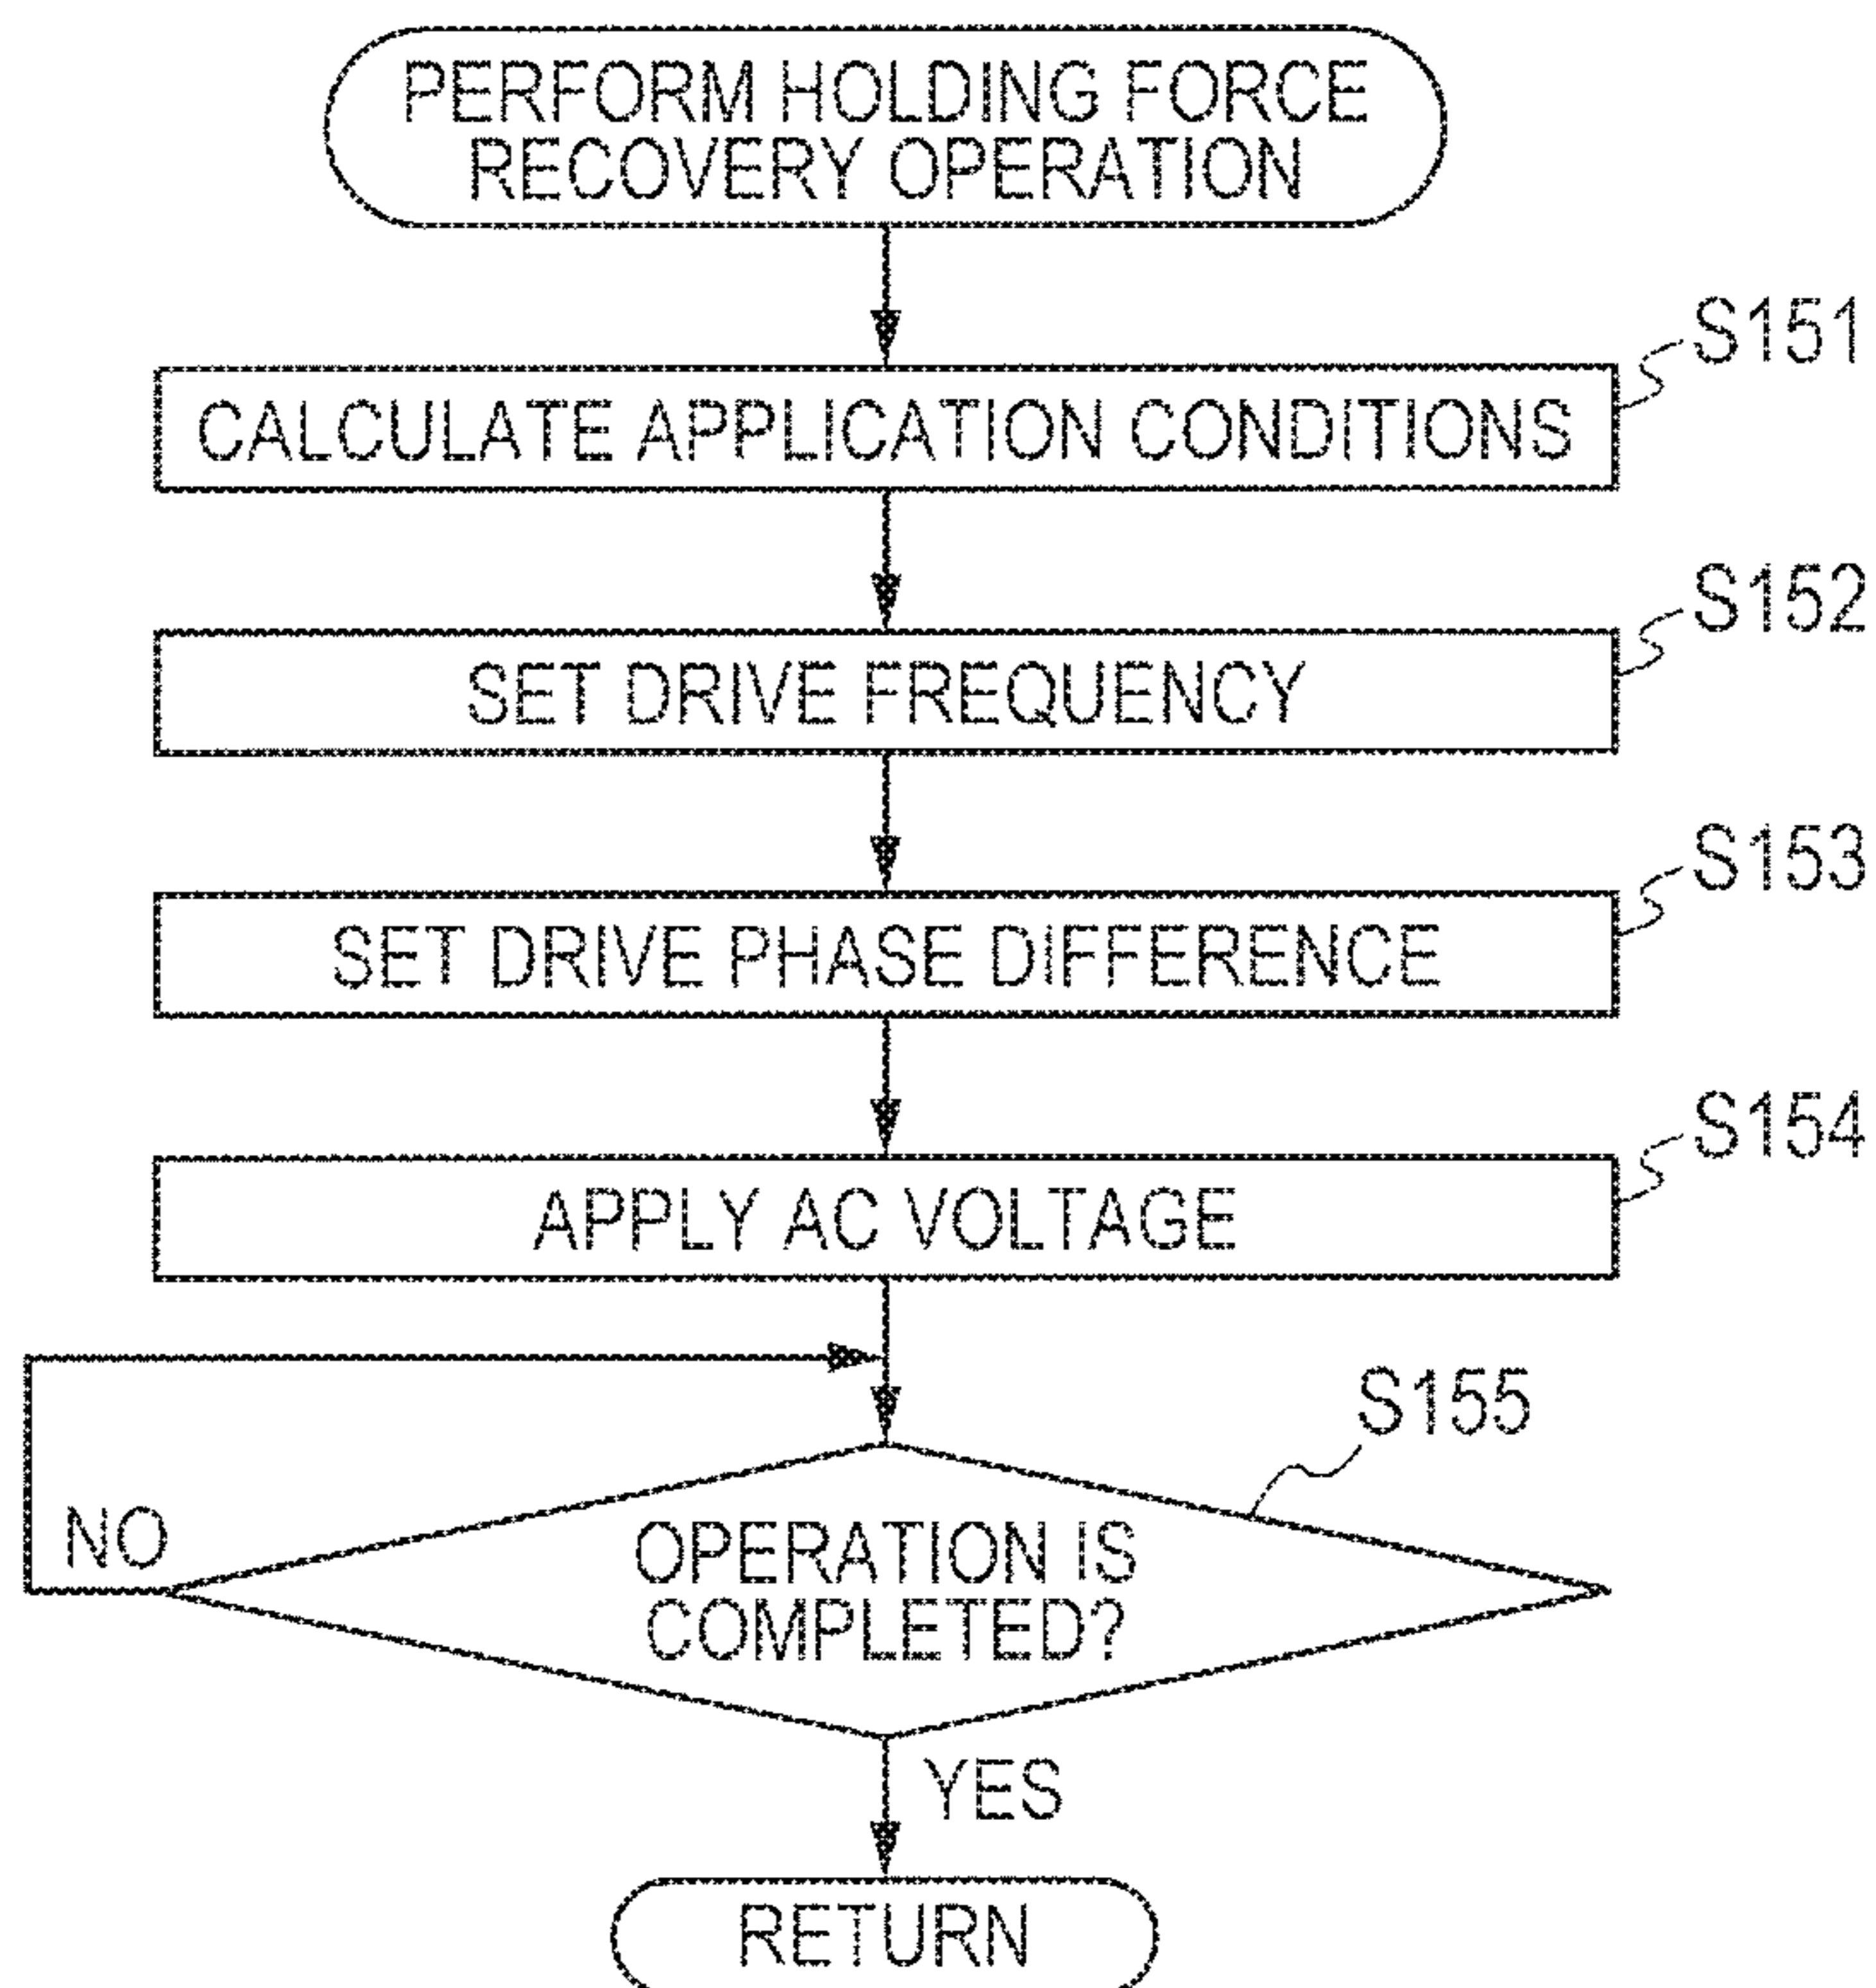 PERFORM HOLDING FORCE
RECOVERY OPERATION
S151
CALCULATE APPLICATION CONDITIONS
S152
SET DRIVE FREQUENCY
S153
SET DRIVE PHASE DIFFERENCE
S154
APPLY AC VOLTAGE
S155
NO
OPERATION IS
COMPLETED?
YES
RETURN